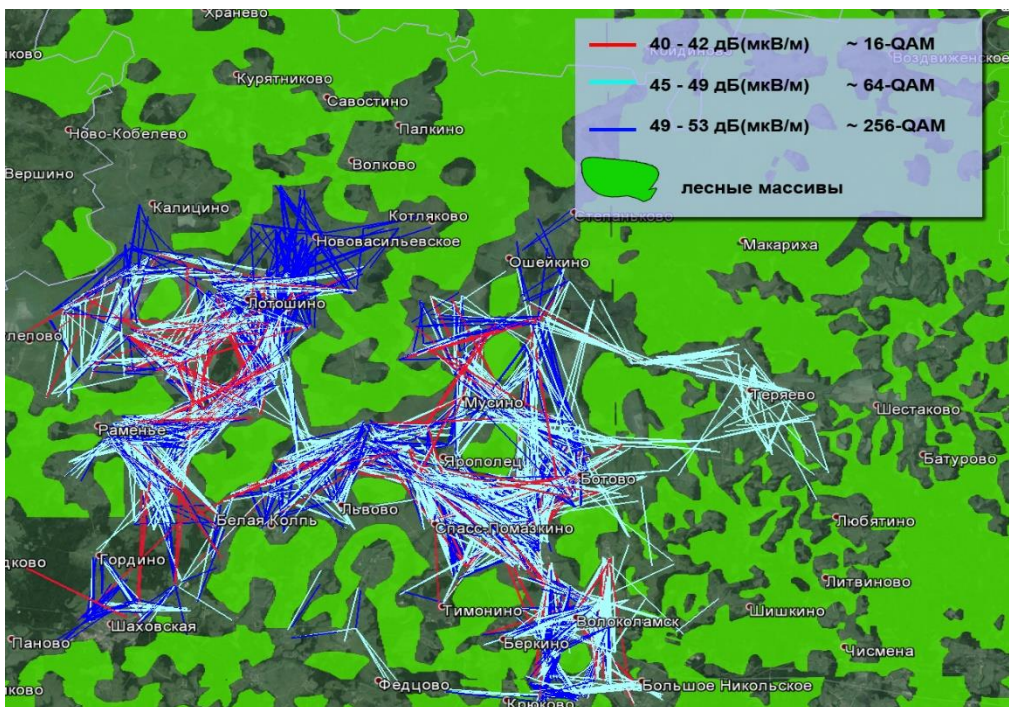 Хранево
40 - 42 дБ(мкВ/м) ~ 16-QAM
Воздвиженское
Курятниково
45 - 49 дБ(мкВ/м) ~ 64-QAM
Савостино
Ново-Кобелево
Палкино
49 - 53 дБ(мкВ/м) ~ 256-QAM
Волково
Вершино
лесные массивы
Калицино
Котляково
Степаньково
Нововасильевское
Макариха
Ошейкино
Лотошино
Теряево
Мусино
Шестаково
Раменье
Ярополец
Батурово
Ботово
Львово
Белая Колпь
Спасс-Помазкино
Любятино
Гордино
Литвиново
Тимонино
Шишкино
Шаховская
Волоколамск
Паново
Беркино
Чисмена
Федцово
Большое Никольское
Крюково